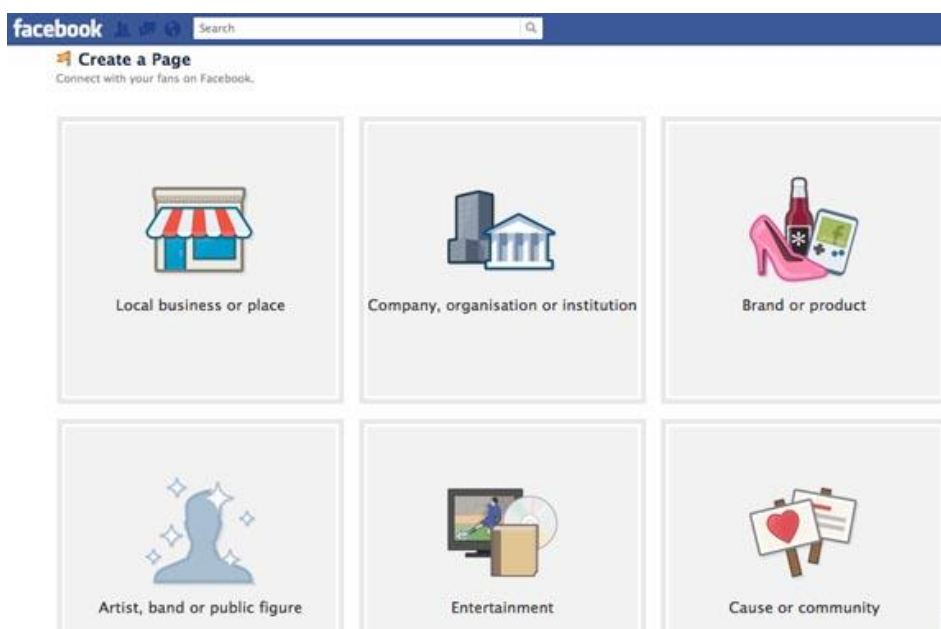 facebook Search
Create a Page
Connect with your fans on Facebook.
Local business or place
Company, organisation or institution
Brand or product
Artist, band or public figure
Entertainment
Cause or community